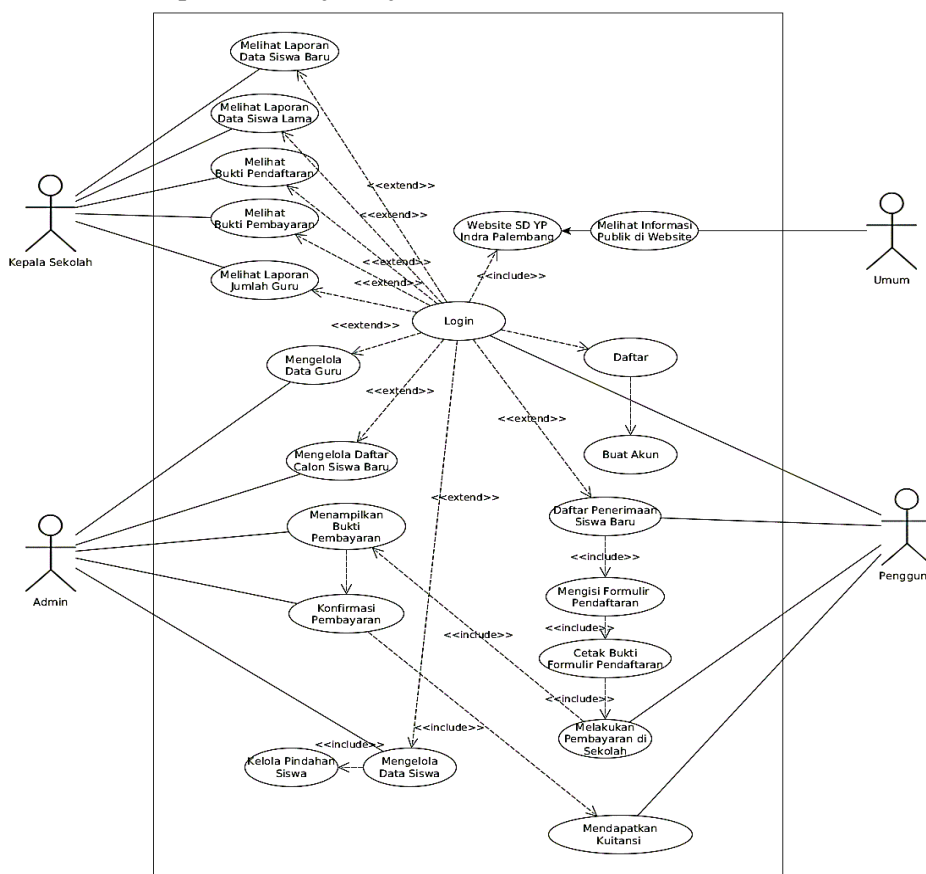 Melihat Laporan
Data Siswa Baru
Melihat Laporan
Data Siswa Lama
Melihat
Bukti Pendaftaran
<<extend>>
Melihat
Bukti Pembayaran
<<extend>>
Website SD YP
Indra Palembang
Melihat Informasi
Publik di Website
Kepala Sekolah
Umum
Melihat Laporan
Jumlah Guru
<<extend>>
<<extend>>
<<include>>
Login
<<extend>>
Mengelola
Data Guru
Daftar
<<extend>>
<<extend>>
Mengelola Daftar
Calon Siswa Baru
Buat Akun
<<extend>>
Menampilkan
Bukti
Pembayaran
Daftar Penerimaan
Siswa Baru
<<include>>
Admin
Penggun
Konfirmasi
Pembayaran
Mengisi Formulir
Pendaftaran
<<include>>
<<include>>
Cetak Bukti
Formulir Pendaftaran
<<include>>
Melakukan
Pembayaran di
Sekolah
<<include>>
<<include>>
Kelola Pindahan
Siswa
Mengelola
Data Siswa
Mendapatkan
Kuitansi